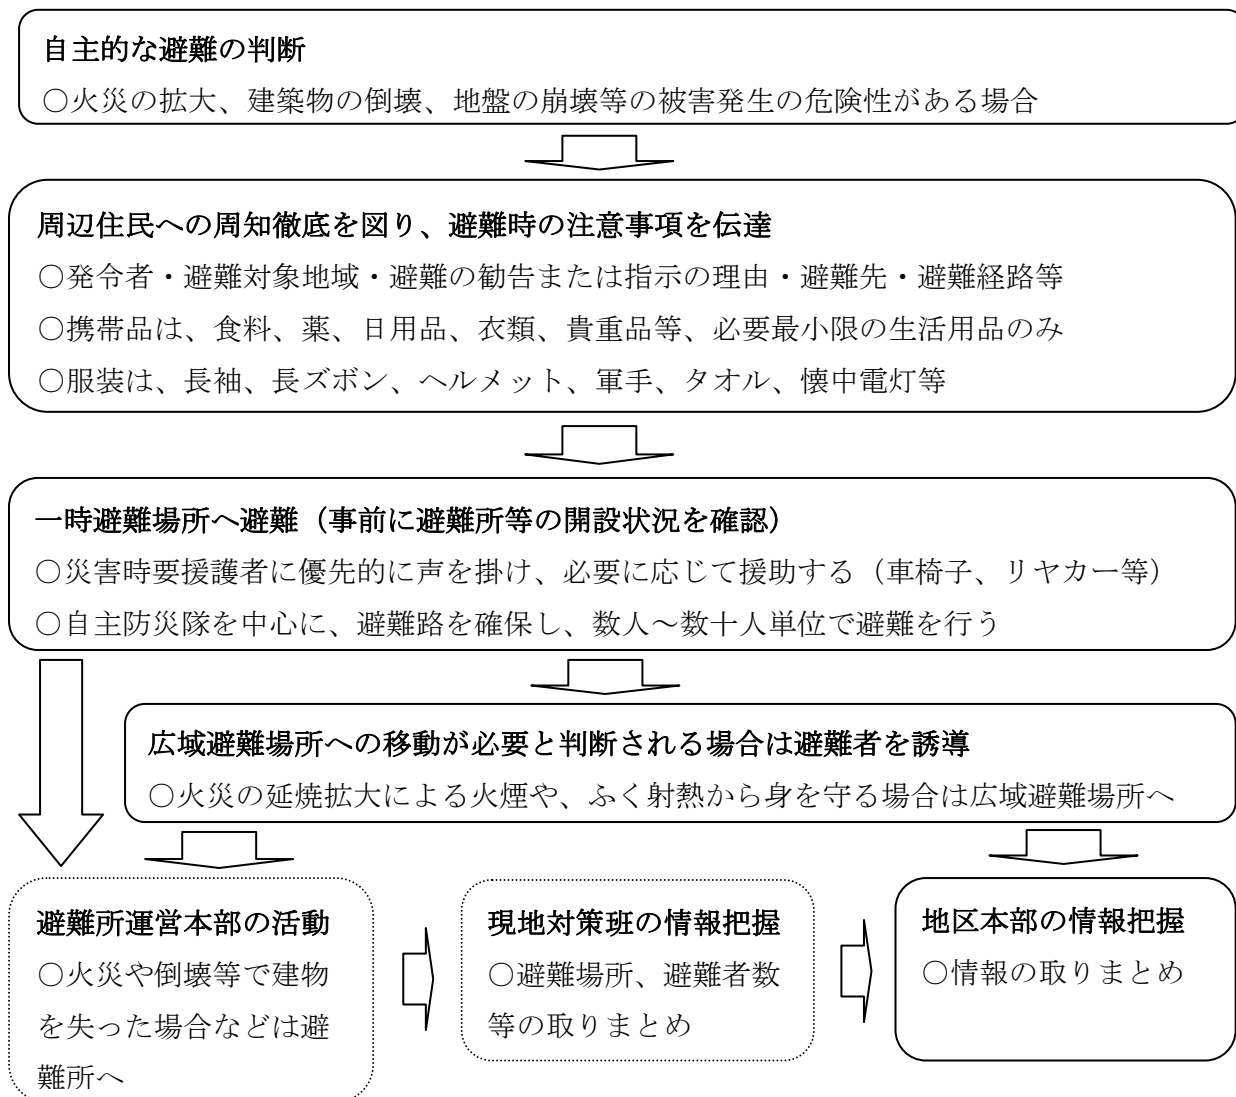 自主的な避難の判断
○火災の拡大、建築物の倒壊、地盤の崩壊等の被害発生の危険性がある場合
周辺住民への周知徹底を図り、避難時の注意事項を伝達
○発令者・避難対象地域・避難の勧告または指示の理由・避難先・避難経路等
○携帯品は、食料、薬、日用品、衣類、貴重品等、必要最小限の生活用品のみ
○服装は、長袖、長ズボン、ヘルメット、軍手、タオル、懐中電灯等
一時避難場所へ避難（事前に避難所等の開設状況を確認）
○災害時要援護者に優先的に声を掛け、必要に応じて援助する（車椅子、リヤカー等）
○自主防災隊を中心に、避難路を確保し、数人～数十人単位で避難を行う
広域避難場所への移動が必要と判断される場合は避難者を誘導
○火災の延焼拡大による火煙や、ふく射熱から身を守る場合は広域避難場所へ
避難所運営本部の活動
○火災や倒壊等で建物
を失った場合などは避
難所へ
現地対策班の情報把握
○避難場所、避難者数
等の取りまとめ
地区本部の情報把握
○情報の取りまとめ